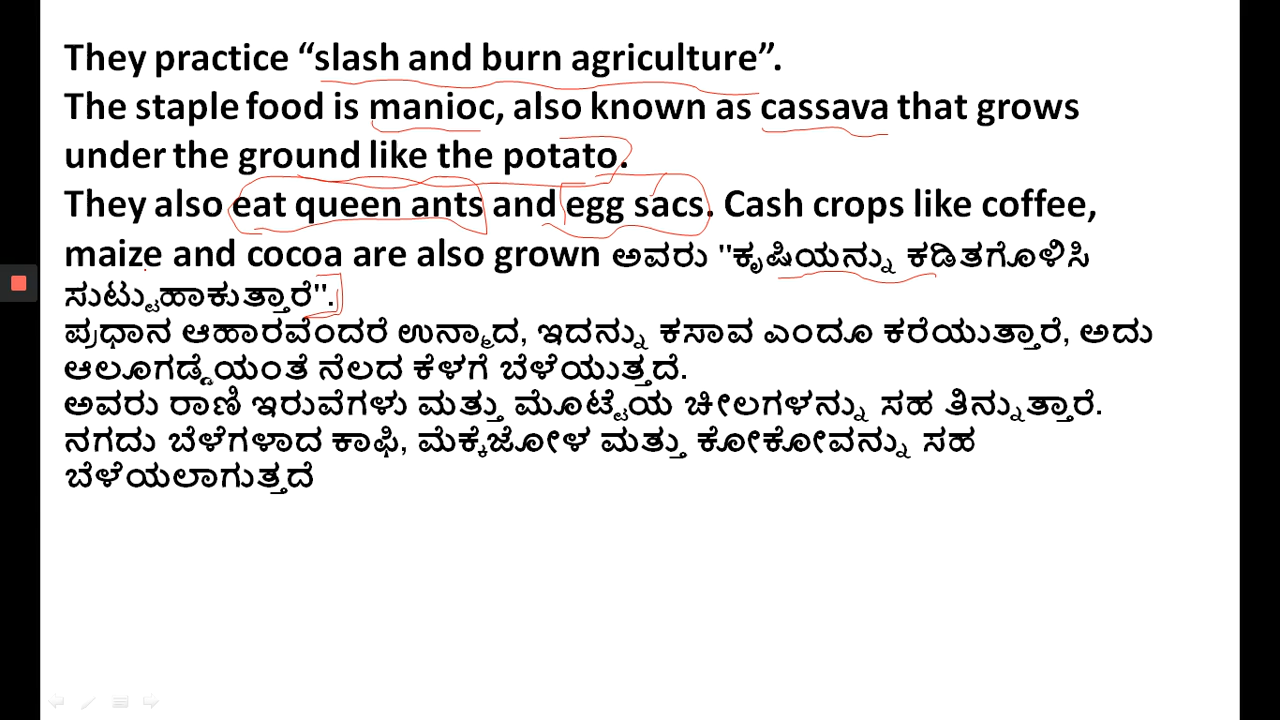 They practice “slash and burn agriculture”.
The staple food is manioc, also known as cassava that grows
under the ground like the potato.
They also eat queen ants and egg sacs. Cash crops like coffee,
maize and cocoa are also grown ಅವರು "ಕೃಷಿಯನ್ನು ಕಡಿತಗೊಳಿಸಿ
ಸುಟ್ಟುಹಾಕುತ್ತಾರೆ".
ಪ್ರಧಾನ ಆಹಾರವೆಂದರೆ ಉನ್ಮಾದ, ಇದನ್ನು ಕಸಾವ ಎಂದೂ ಕರೆಯುತ್ತಾರೆ, ಅದು
ಆಲೂಗಡ್ಡೆಯಂತೆ ನೆಲದ ಕೆಳಗೆ ಬೆಳೆಯುತ್ತದೆ.
ಅವರು ರಾಣಿ ಇರುವೆಗಳು ಮತ್ತು ಮೊಟ್ಟೆಯ ಚೀಲಗಳನ್ನು ಸಹ ತಿನ್ನುತ್ತಾರೆ.
ನಗದು ಬೆಳೆಗಳಾದ ಕಾಫಿ, ಮೆಕ್ಕೆಜೋಳ ಮತ್ತು ಕೋಕೋವನ್ನು ಸಹ
ಬೆಳೆಯಲಾಗುತ್ತದೆ